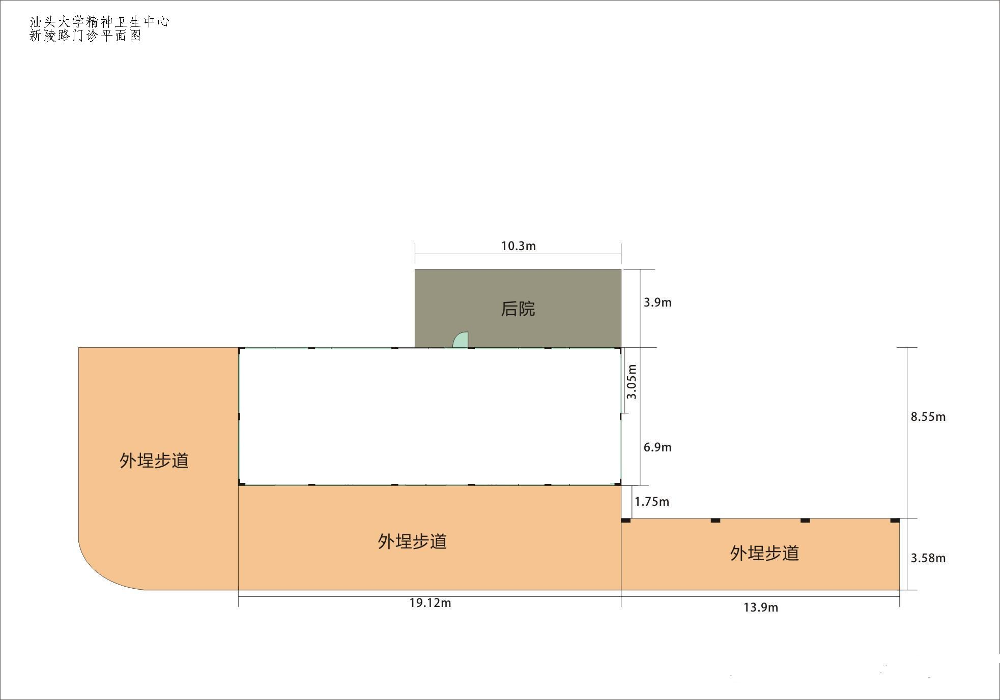 汕头大学精神卫生中心
新陵路门诊平面图
10.3m
后院
3.9m
3.05m
8.55m
6.9m
外埕步道
1.75m
外埕步道
外埕步道
3.58m
19.12m
13.9m